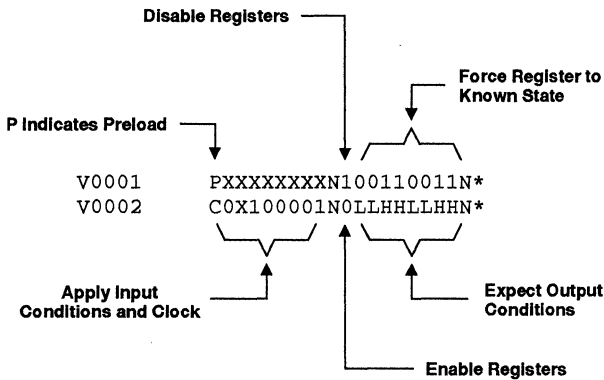 Disable Registers
Force Register to
Known State
P Indicates Preload
V0001 PXXXXXXXXN100110011N*
V0002 C0X100001N0LLHHLLHHN*
Apply Input
Conditions and Clock
Expect Output
Conditions
Enable Registers